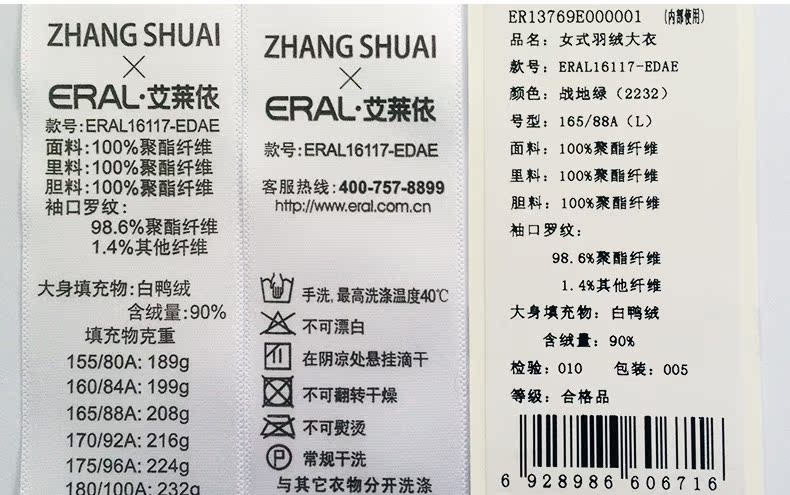 ZHANG SHUAI
×
ERAL·艾莱依
款号:ERAL16117-EDAE
面料:100%聚酯纤维
里料:100%聚酯纤维
胆料:100%聚酯纤维
袖口罗纹:
98.6%聚酯纤维
1.4%其他纤维
大身填充物:白鸭绒
含绒量:90%
填充物克重
155/80A: 189g
160/84A: 199g
165/88A: 208g
170/92A: 216g
175/96A: 224g
180/100A: 232g
ZHANG SHUAI
×
ERAL·艾莱依
款号:ERAL16117-EDAE
客服热线: 400-757-8899
http://www.eral.com.cn
手洗,最高洗涤温度40℃
不可漂白
在阴凉处悬挂滴干
不可翻转干燥
不可熨烫
P 常规干洗
与其它衣物分开洗涤
ER13769E000001 (内部使用)
品名: 女式羽绒大衣
款号: ERAL16117-EDAE
颜色: 战地绿 (2232)
号型: 165/88A (L)
面料: 100%聚酯纤维
里料: 100%聚酯纤维
胆料: 100%聚酯纤维
袖口罗纹:
98.6%聚酯纤维
1.4%其他纤维
大身填充物: 白鸭绒
含绒量: 90%
检验: 010 包装: 005
等级: 合格品
6 928986 606716